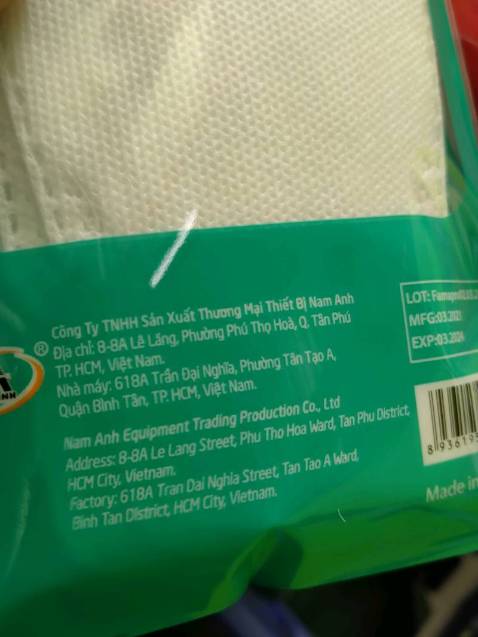 Công Ty TNHH Sản Xuất Thương Mại Thiết Bị Nam Anh
® Địa chỉ: 8-8A Lê Lăng, Phường Phú Thọ Hoà, Q. Tân Phú
TP. HCM, Việt Nam.
Nhà máy: 618A Trần Đại Nghĩa, Phường Tân Tạo A,
Quận Bình Tân, TP. HCM, Việt Nam.
Nam Anh Equipment Trading Production Co., Ltd
Address: 8-8A Le Lang Street, Phu Tho Hoa Ward, Tan Phu District,
HCM City, Vietnam.
Factory: 618A Tran Dai Nghia Street, Tan Tao A Ward,
Binh Tan District, HCM City, Vietnam.
LOT:
MFG:03.2021
EXP:03.2024
8 93619
Made in